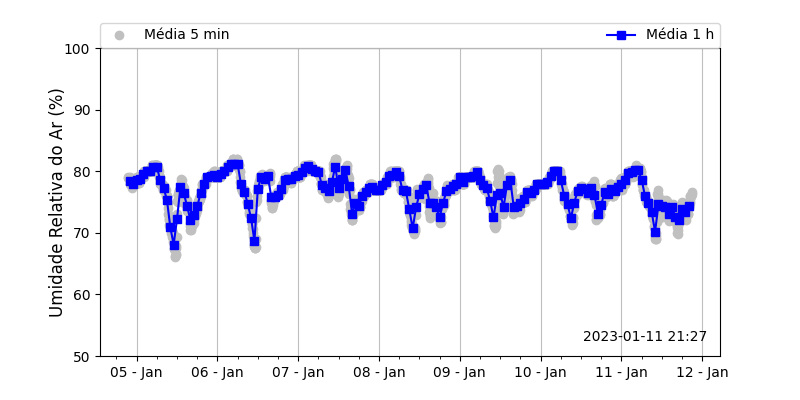 Média 5 min
Média 1 h
Umidade Relativa do Ar (%)
100
90
80
70
60
50
2023-01-11 21:27
05 - Jan
06 - Jan
07 - Jan
08 - Jan
09 - Jan
10 - Jan
11 - Jan
12 - Jan